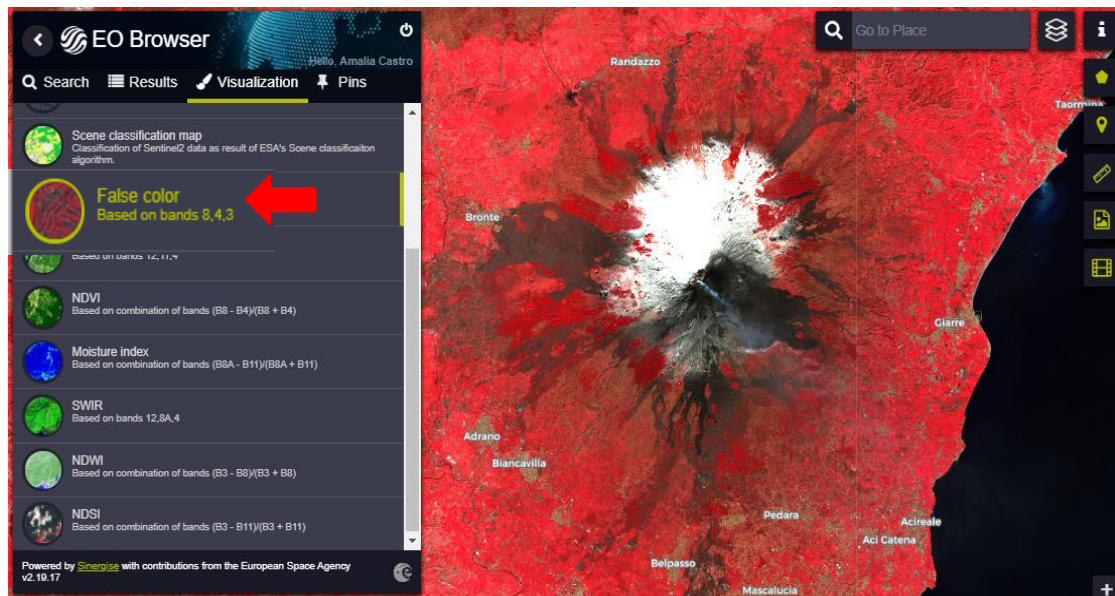 EO Browser
Hello, Amalia Castro
Search Results Visualization Pins
Scene classification map
Classification of Sentinel2 data as result of ESA's Scene classificaiton
algorithm.
False color
Based on bands 8,4,3
Based on bands 12,11,4
NDVI
Based on combination of bands (B8 - B4)/(B8 + B4)
Moisture index
Based on combination of bands (B8A - B11)/(B8A + B11)
SWIR
Based on bands 12,8A,4
NDWI
Based on combination of bands (B3 - B8)/(B3 + B8)
NDSI
Based on combination of bands (B3 - B11)/(B3 + B11)
Powered by Sinergise with contributions from the European Space Agency
v2.19.17
Go to Place
Randazzo
Taormina
Bronte
Giarre
Adrano
Biancavilla
Pedara
Acireale
Aci Catena
Belpasso
Mascalucia